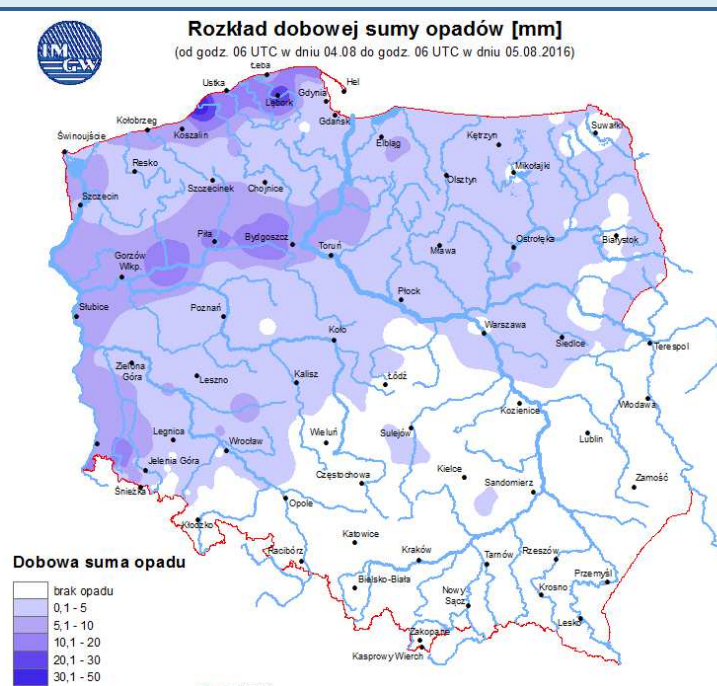 IM
GW
Rozkład dobowej sumy opadów [mm]
(od godz. 06 UTC w dniu 04.08 do godz. 06 UTC w dniu 05.08.2016)
Łeba
Ustka
Hel
Lębork
Gdynia
Gdańsk
Kołobrzeg
Koszalin
Świnoujście
Elbląg
Kętrzyn
Suwałki
Resko
Szczecinek
Chojnice
Olsztyn
Mikołajki
Szczecin
Piła
Bydgoszcz
Toruń
Mława
Ostrołęka
Białystok
Gorzów
Wlkp.
Płock
Słubice
Poznań
Koło
Warszawa
Siedlce
Terespol
Zielona
Góra
Leszno
Kalisz
Łódź
Kozienice
Włodawa
Legnica
Wrocław
Wieluń
Sulejów
Lublin
Jelenia Góra
Częstochowa
Kielce
Sandomierz
Zamość
Śnieżka
Opole
Kłodzko
Katowice
Racibórz
Kraków
Tarnów
Rzeszów
Przemyśl
Bielsko-Biała
Nowy
Sącz
Krosno
Lesko
Zakopane
Kasprowy Wierch
Dobowa suma opadu
brak opadu
0,1 - 5
5,1 - 10
10,1 - 20
20,1 - 30
30,1 - 50